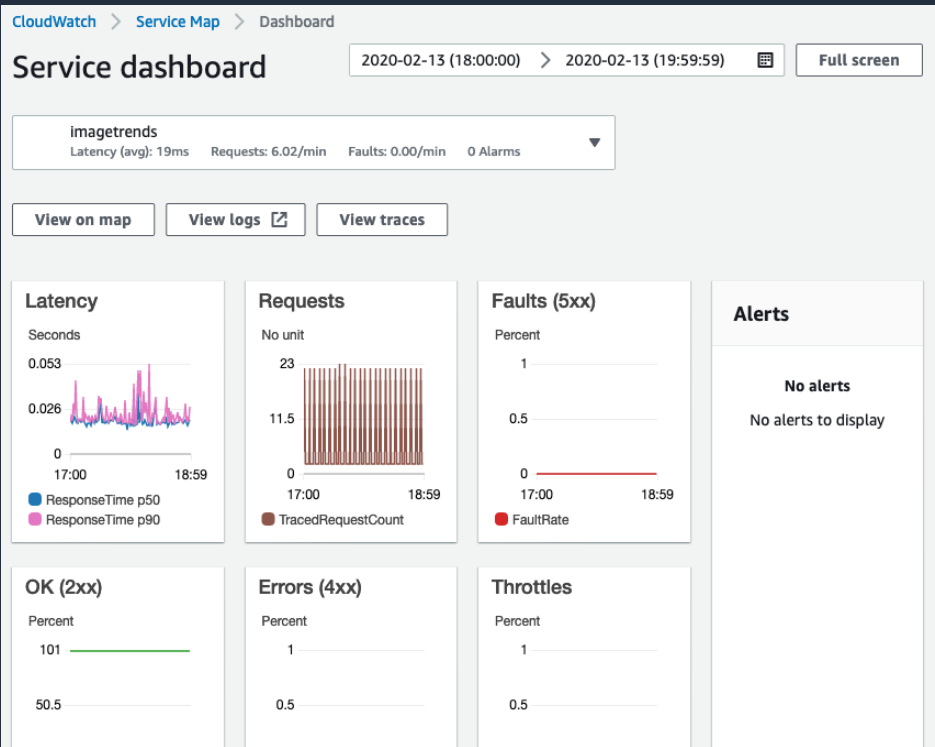 CloudWatch > Service Map > Dashboard
Service dashboard
2020-02-13 (18:00:00) > 2020-02-13 (19:59:59)
Full screen
imagetrends
Latency (avg): 19ms Requests: 6.02/min Faults: 0.00/min 0 Alarms
View on map
View logs
View traces
Latency
Seconds
0.053
0.026
0
17:00 18:59
ResponseTime p50
ResponseTime p90
Requests
No unit
23
11.5
0
17:00 18:59
TracedRequestCount
Faults (5xx)
Percent
1
0.5
0
17:00 18:59
FaultRate
Alerts
No alerts
No alerts to display
OK (2xx)
Percent
101
50.5
Errors (4xx)
Percent
1
0.5
Throttles
Percent
1
0.5